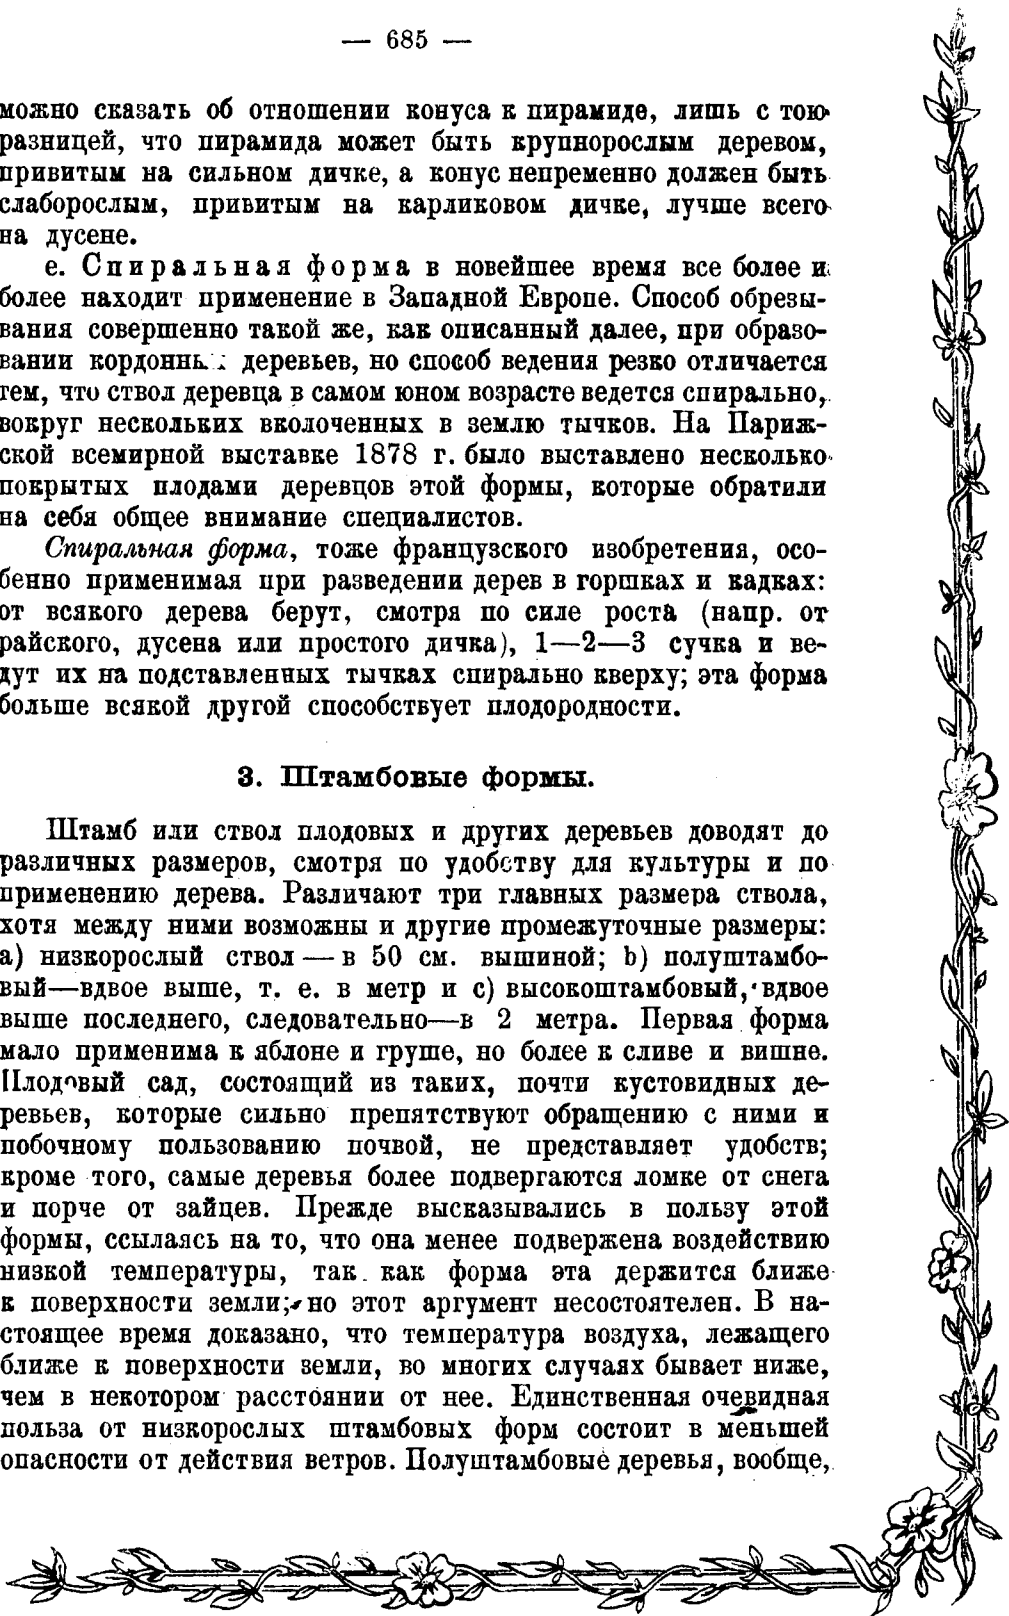 — 685 —
можно сказать об отношении конуса к пирамиде, лишь с тою
разницей, что пирамида может быть крупнорослым деревом,
привитым на сильном дичке, а конус непременно должен быть
слаборослым, привитым на карликовом дичке, лучше всего
на дусене.
е. Спиральная форма в новейшее время все более и
более находит применение в Западной Европе. Способ обрезы-
вания совершенно такой же, как описанный далее, при образо-
вании деревьев, но способ ведения резко отличается
тем, что ствол деревца в самом юном возрасте ведется спирально,
вокруг нескольких вколоченных в землю тычков. На Париж-
ской всемирной выставке 1878 г. было выставлено несколько
покрытых плодами деревцов этой формы, которые обратили
на себя общее внимание специалистов.
Спиральная форма, тоже французского изобретения, осо-
бенно применимая при разведении дерев в горшках и кадках:
от всякого дерева берут, смотря по силе роста (напр. от
райского, дусена или простого дичка), 1—2—3 сучка и ве-
дут их на подставленных тычках спирально кверху; эта форма
больше всякой другой способствует плодородности.
3. Штамбовые формы.
Штамб или ствол плодовых и других деревьев доводят до
различных размеров, смотря по удобству для культуры и по
применению дерева. Различают три главных размера ствола,
хотя между ними возможны и другие промежуточные размеры:
а) низкорослый ствол — в 50 см. вышиной; b) полуштамбо-
вый—вдвое выше, т. е. в метр и с) высокоштамбовый, вдвое
выше последнего, следовательно—в 2 метра. Первая форма
мало применима к яблоне и груше, но более к сливе и вишне.
Плодовый сад, состоящий из таких, почти кустовидных де-
ревьев, которые сильно препятствуют обращению с ними и
побочному пользованию почвой, не представляет удобств;
кроме того, самые деревья более подвергаются ломке от снега
и порче от зайцев. Прежде высказывались в пользу этой
формы, ссылаясь на то, что она менее подвержена воздействию
низкой температуры, так как форма эта держится ближе
к поверхности земли; но этот аргумент несостоятелен. В на-
стоящее время доказано, что температура воздуха, лежащего
ближе к поверхности земли, во многих случаях бывает ниже,
чем в некотором расстоянии от нее. Единственная очевидная
польза от низкорослых штамбовых форм состоит в меньшей
опасности от действия ветров. Полуштамбовые деревья, вообще,